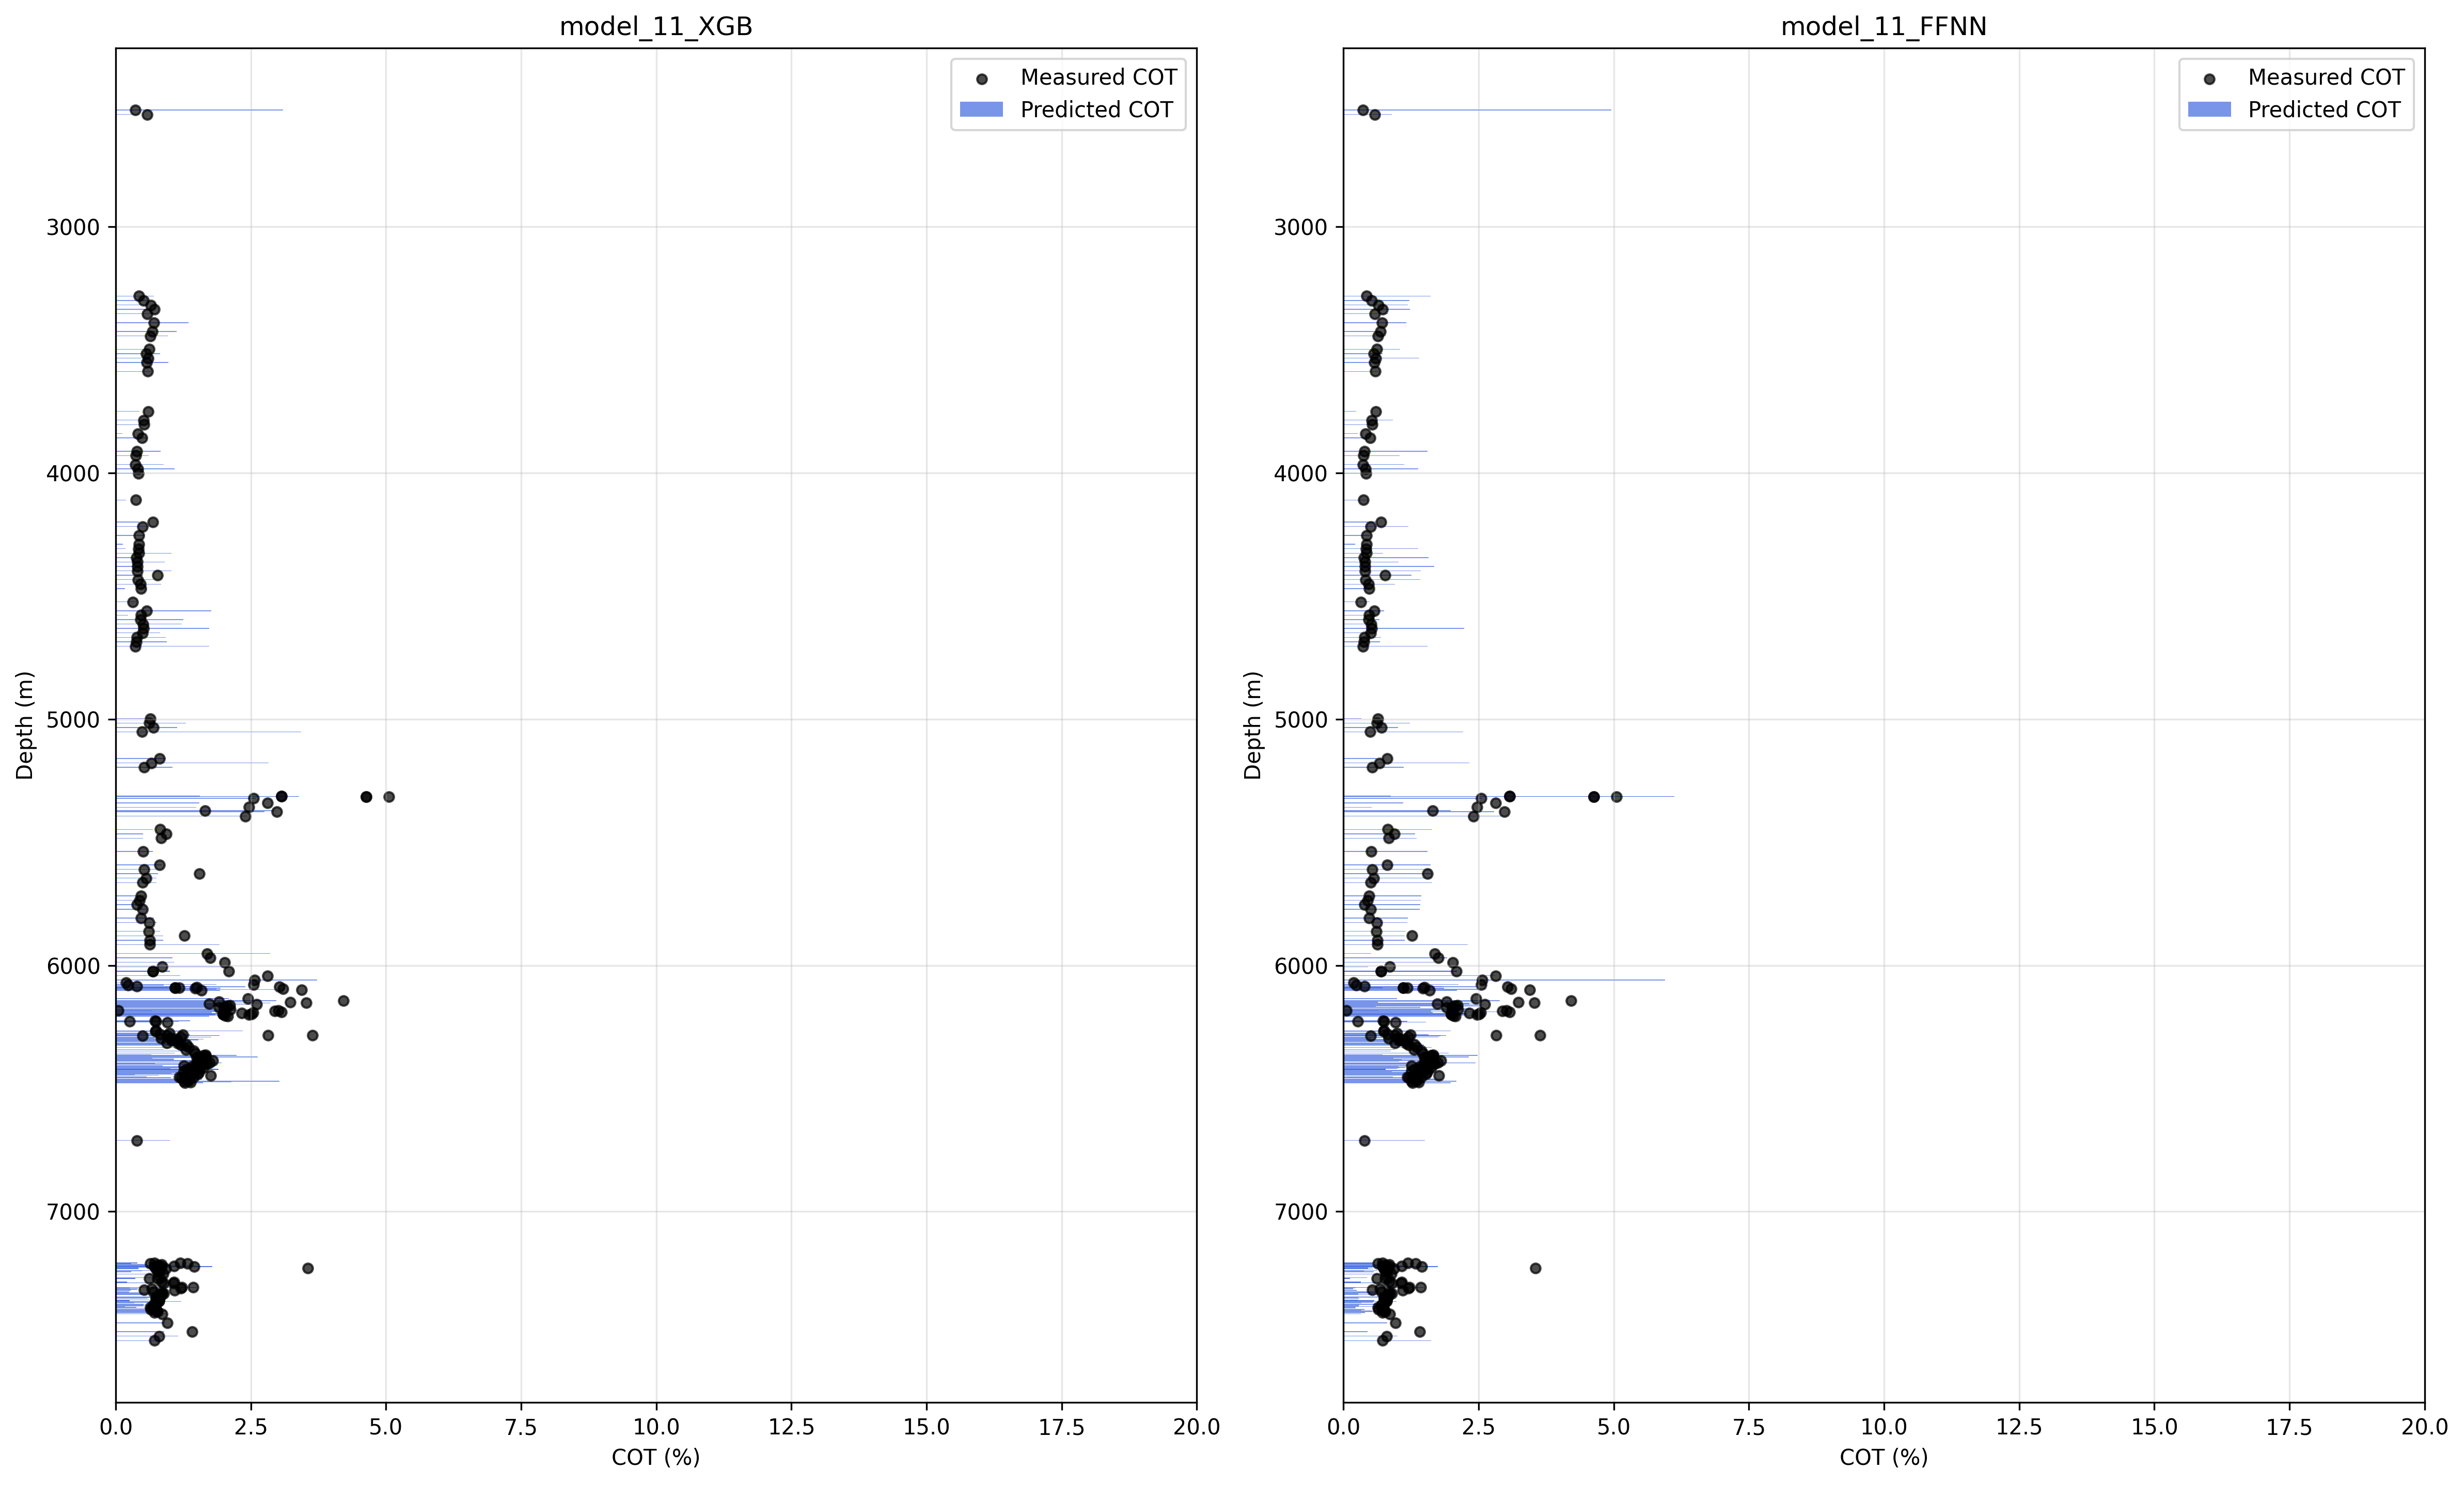 model_11_XGB
Measured COT
Predicted COT
3000
4000
5000
6000
7000
Depth (m)
0.0 2.5 5.0 7.5 10.0 12.5 15.0 17.5 20.0
COT (%)
model_11_FFNN
Measured COT
Predicted COT
3000
4000
5000
6000
7000
Depth (m)
0.0 2.5 5.0 7.5 10.0 12.5 15.0 17.5 20.0
COT (%)